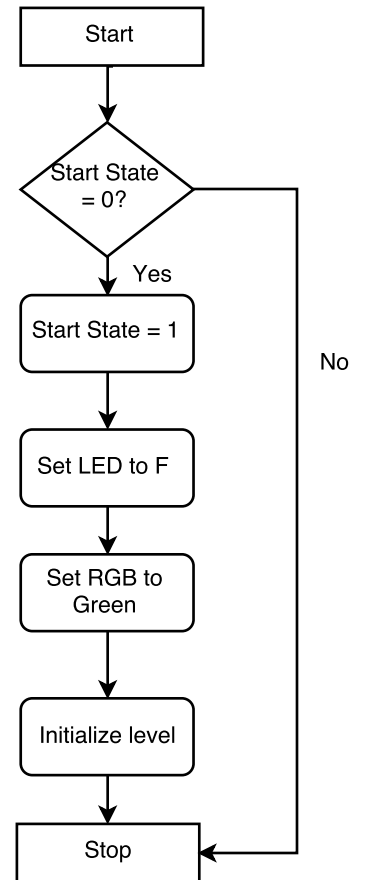 Start
Start State
= 0?
Yes
Start State = 1
No
Set LED to F
Set RGB to
Green
Initialize level
Stop